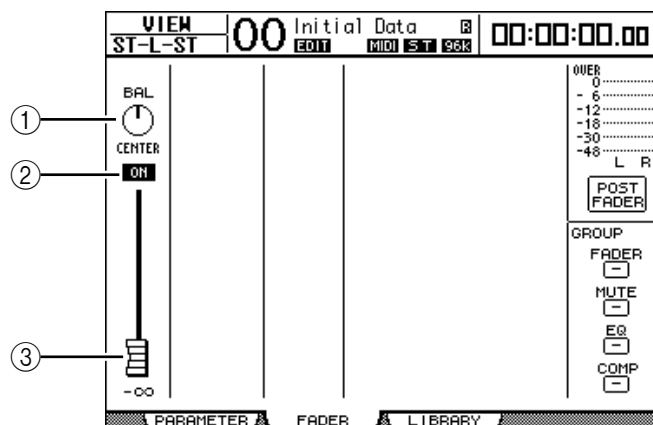 VIEW
ST-L-ST
00
Initial Data R
EDIT MIDI ST 96K
00:00:00.00
BAL
1
CENTER
2
ON
3
-∞
OVER
0
- 6
-12
-18
-30
-48
L R
POST
FADER
GROUP
FADER
-
MUTE
-
EQ
-
COMP
-
PARAMETER FADER LIBRARY